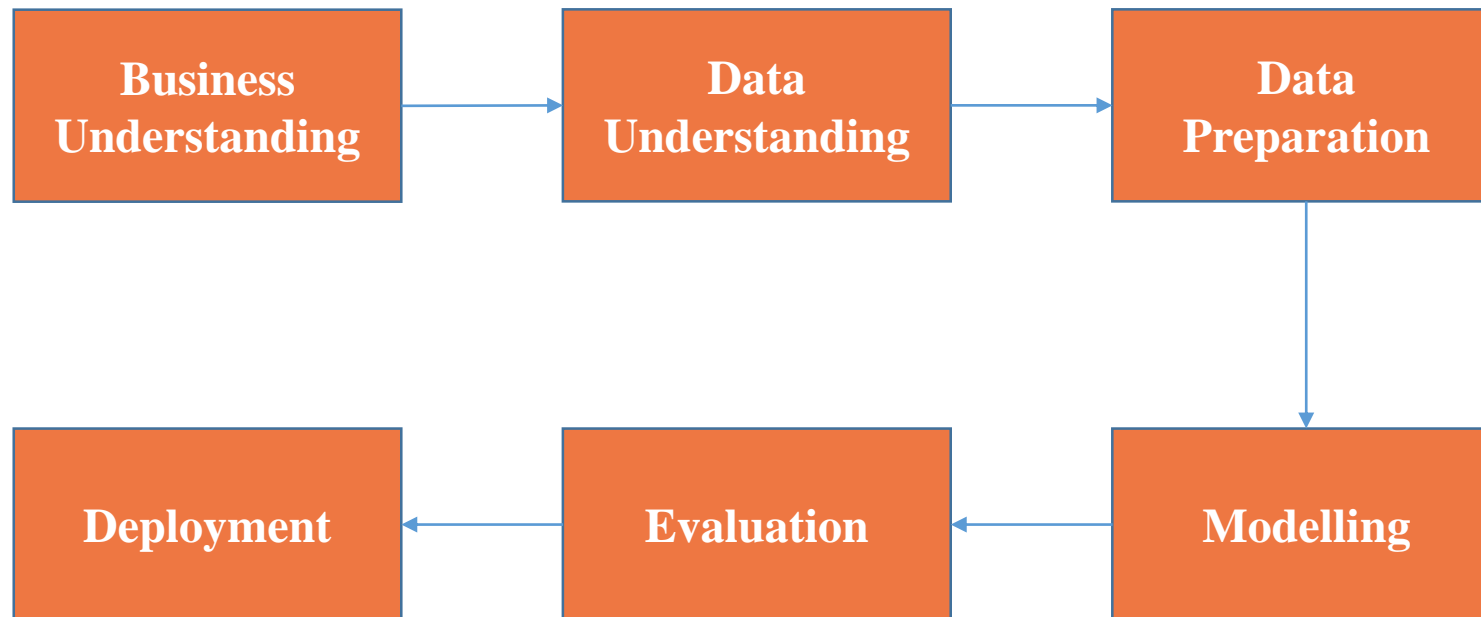 Business
Understanding
Data
Understanding
Data
Preparation
Modelling
Evaluation
Deployment